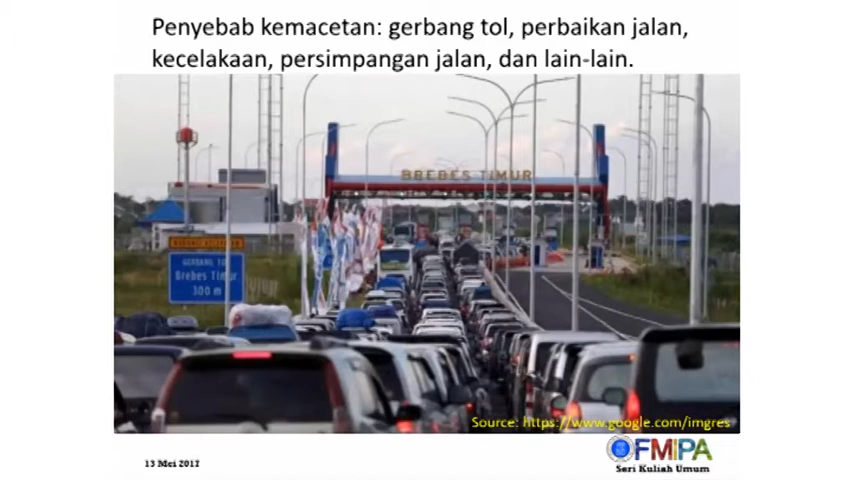 Penyebab kemacetan: gerbang tol, perbaikan jalan,
kecelakaan, persimpangan jalan, dan lain-lain.
BREBES TIMUR
GERBANG TOL
Brebes Timur
300 m
Source: https://www.google.com/imgres
13 Mei 2017
FMIPA
Seri Kuliah Umum